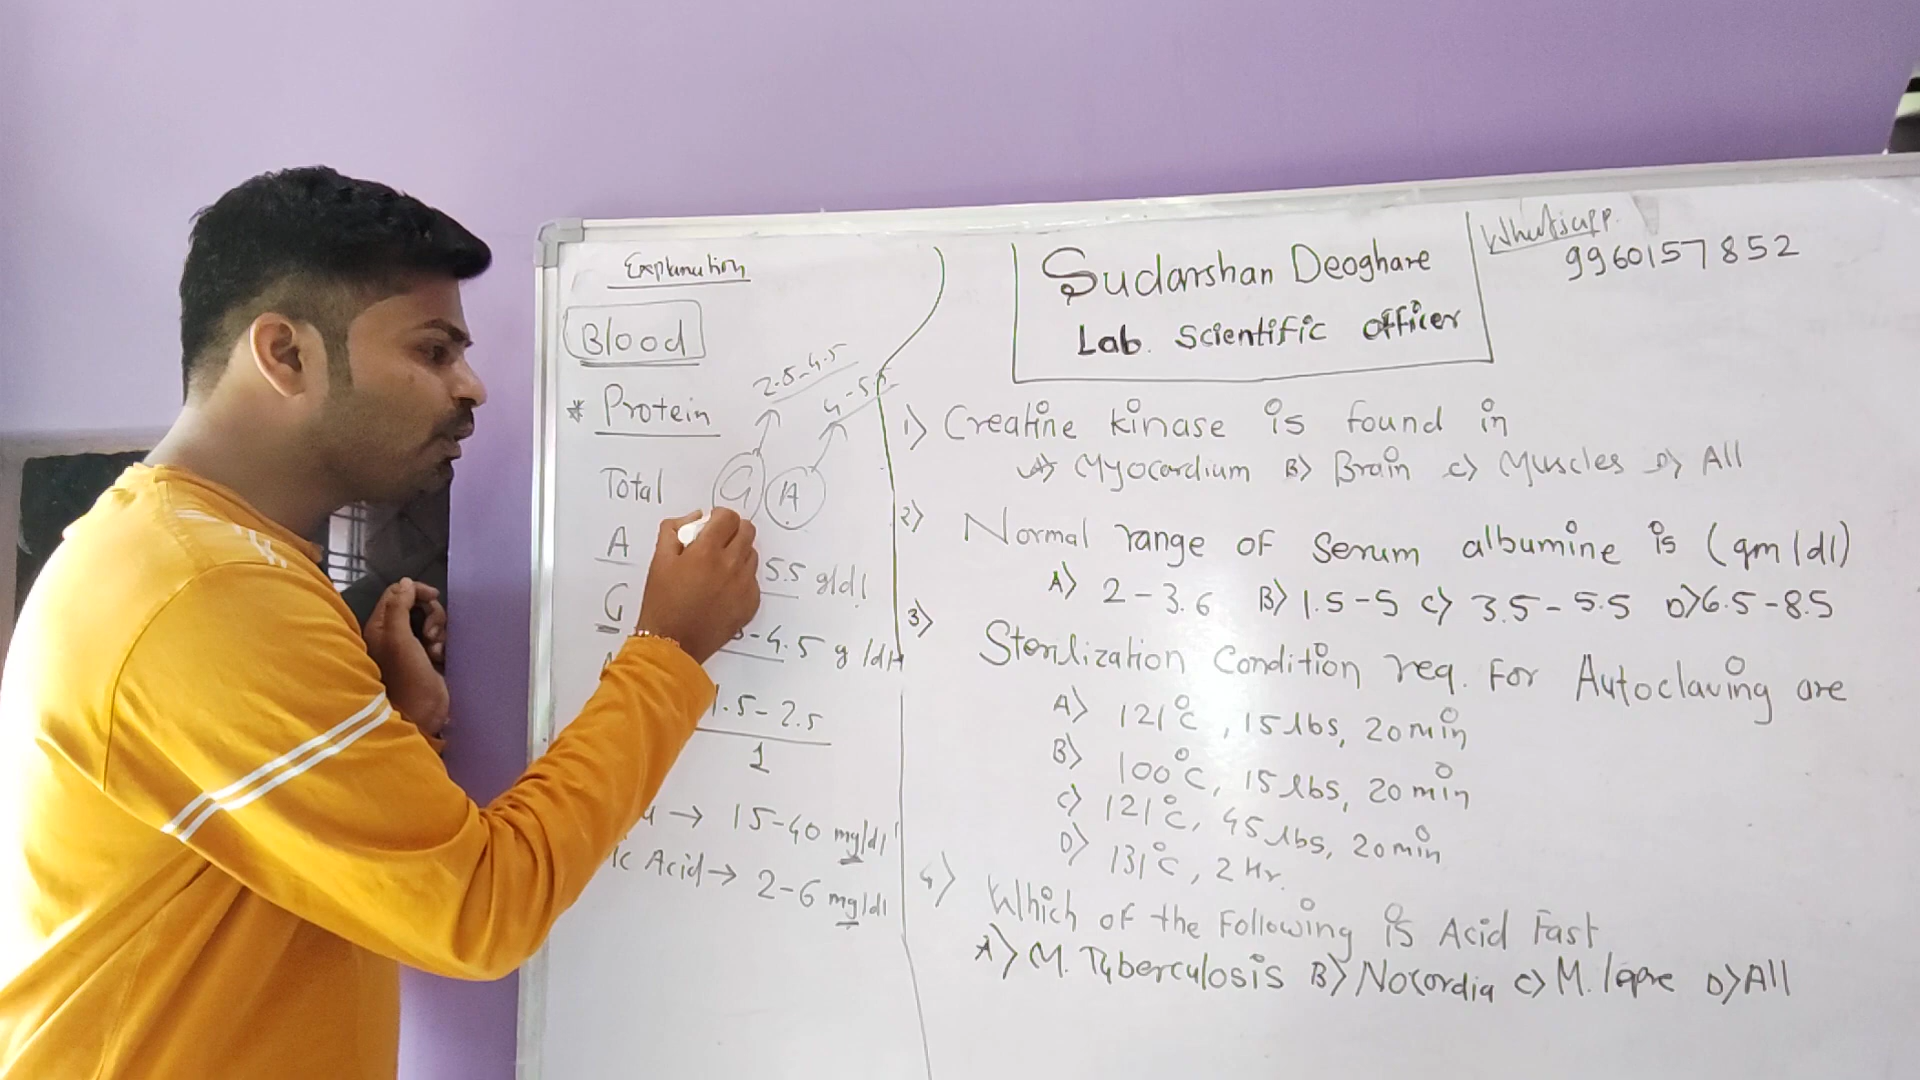 Explanation
Blood
* Protein
2.5-4.5
4-5.5
Total
G A
A
5.5 g/dl
G
-4.5 g/dl
1.5-2.5
1
→ 15-40 mg/dl
Acid → 2-6 mg/dl
Sudarshan Deoghare
Lab. Scientific officer
Whatsapp.
9960157852
1) Creatine kinase is found in
A) Myocardium B) Brain C) Muscles D) All
2) Normal range of Serum albumine is (gm/dl)
A) 2-3.6 B) 1.5-5 C) 3.5-5.5 D) 6.5-8.5
3) Sterilization Condition req. For Autoclaving are
A) 121°C, 15 lbs, 20 min
B) 100°C, 15 lbs, 20 min
C) 121°C, 45 lbs, 20 min
D) 131°C, 2 Hr.
4) Which of the Following is Acid Fast
A) M. Tuberculosis B) Nocordia C) M. lepre D) All